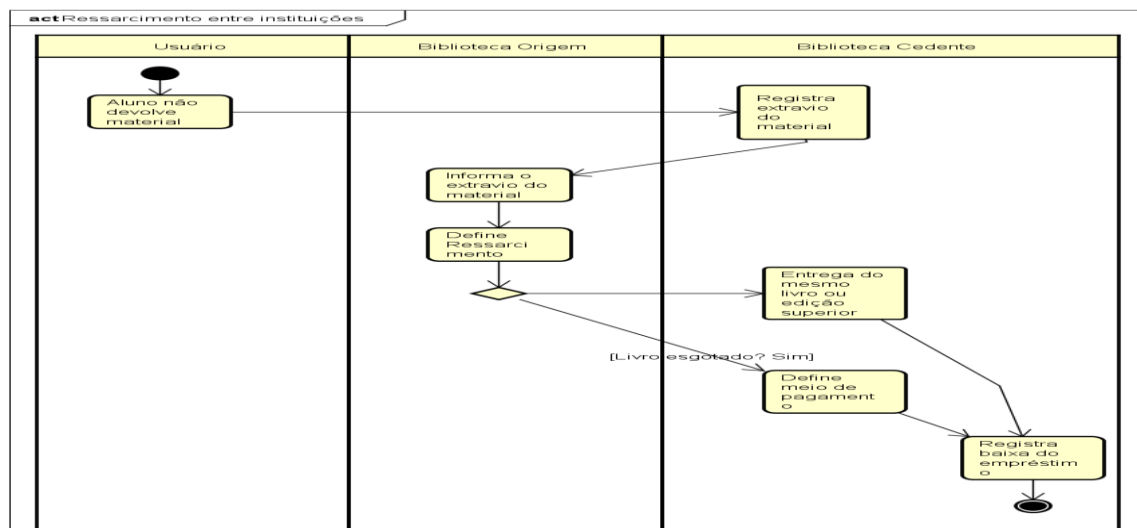 act Ressarcimento entre instituições
Usuário
Biblioteca Origem
Biblioteca Cedente
Aluno não
devolve
material
Registra
extravio
do
material
Informa o
extravio do
material
Define
Ressarci
mento
Entrega do
mesmo
livro ou
edição
superior
[Livro esgotado? Sim]
Define
meio de
pagament
o
Registra
baixa do
empréstim
o